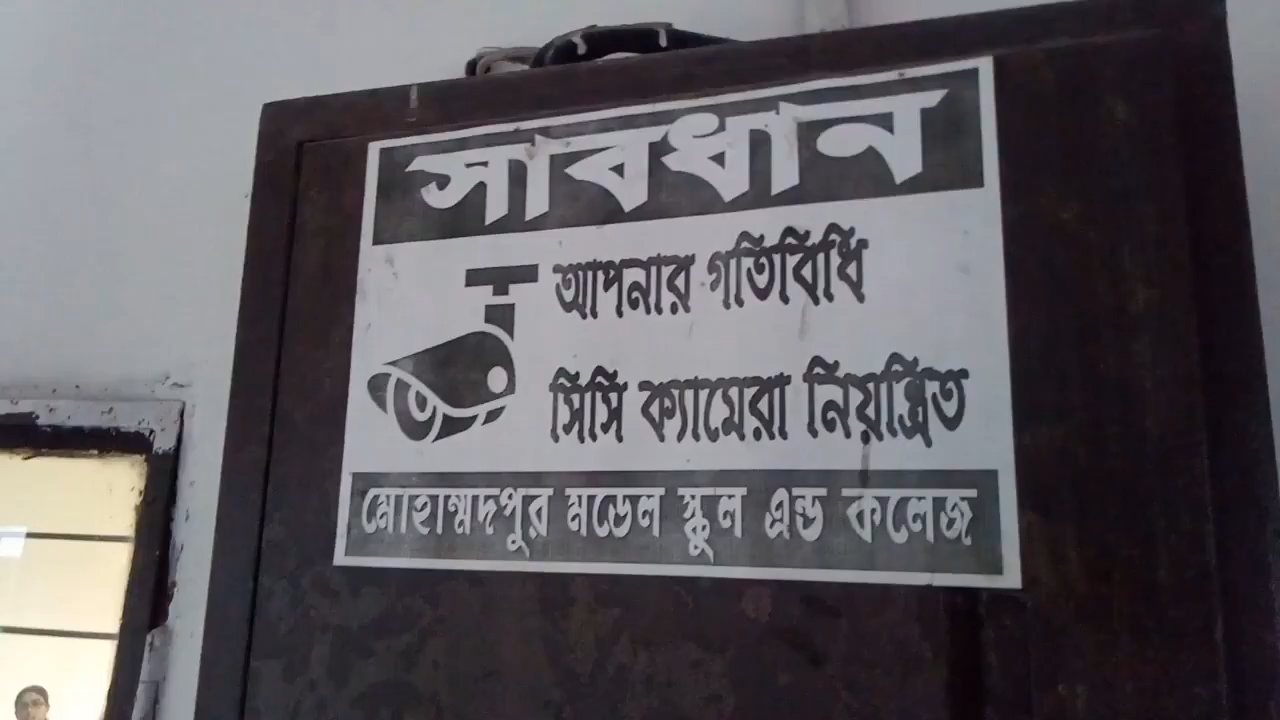 সাবধান
আপনার গতিবিধি
সিসি ক্যামেরা নিয়ন্ত্রিত
মোহাম্মদপুর মডেল স্কুল এন্ড কলেজ